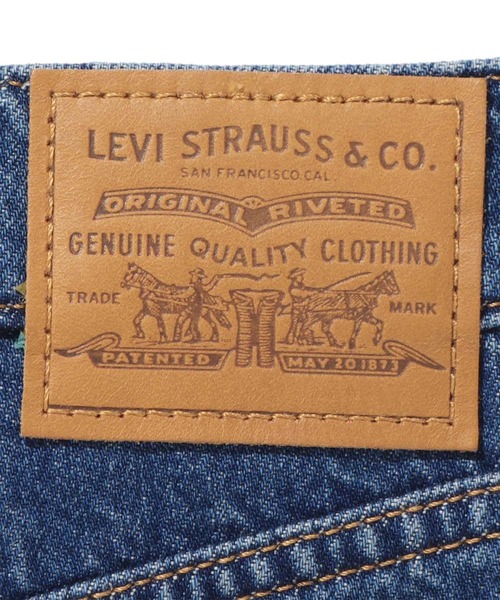 LEVI STRAUSS & CO.
SAN FRANCISCO.CAL.
ORIGINAL RIVETED
GENUINE QUALITY CLOTHING
TRADE MARK
PATENTED MAY 20 1873